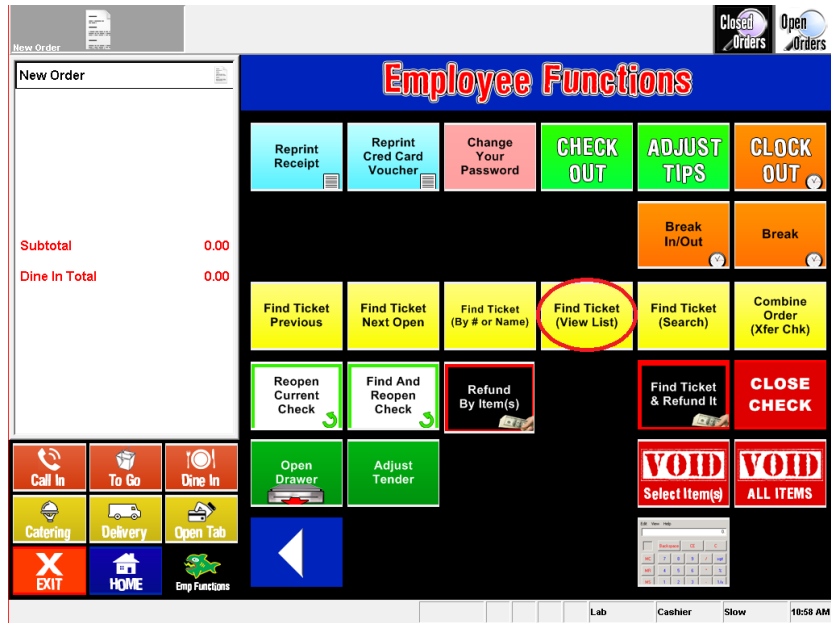 New Order
Closed
Orders
Open
Orders
New Order
Employee Functions
Subtotal 0.00
Dine In Total 0.00
Reprint
Receipt
Reprint
Cred Card
Voucher
Change
Your
Password
CHECK
OUT
ADJUST
TIPS
CLOCK
OUT
Break
In/Out
Break
Find Ticket
Previous
Find Ticket
Next Open
Find Ticket
(By # or Name)
Find Ticket
(View List)
Find Ticket
(Search)
Combine
Order
(Xfer Chk)
Reopen
Current
Check
Find And
Reopen
Check
Refund
By Item(s)
Find Ticket
& Refund It
CLOSE
CHECK
Open
Drawer
Adjust
Tender
VOID
Select Item(s)
VOID
ALL ITEMS
Call In
To Go
Dine In
Catering
Delivery
Open Tab
X
EXIT
HOME
Emp Functions
Edit View Help
Lab
Cashier
Slow
10:58 AM